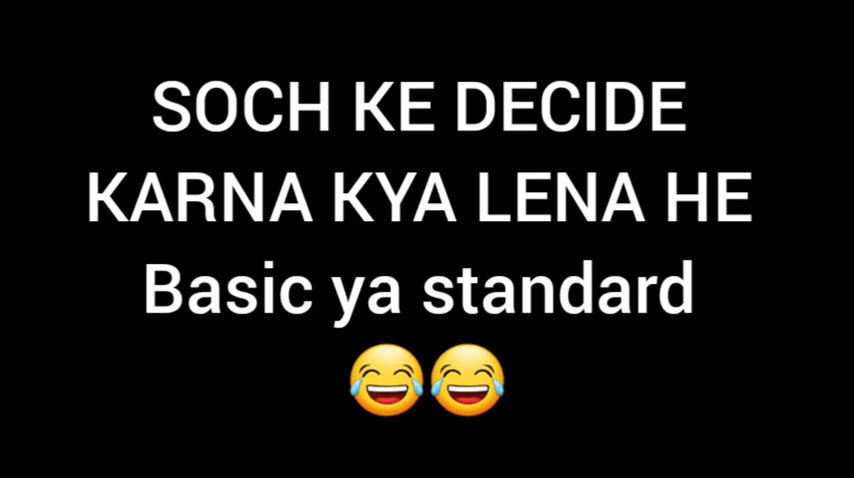 SOCH KE DECIDE
KARNA KYA LENA HE
Basic ya standard
😂😂